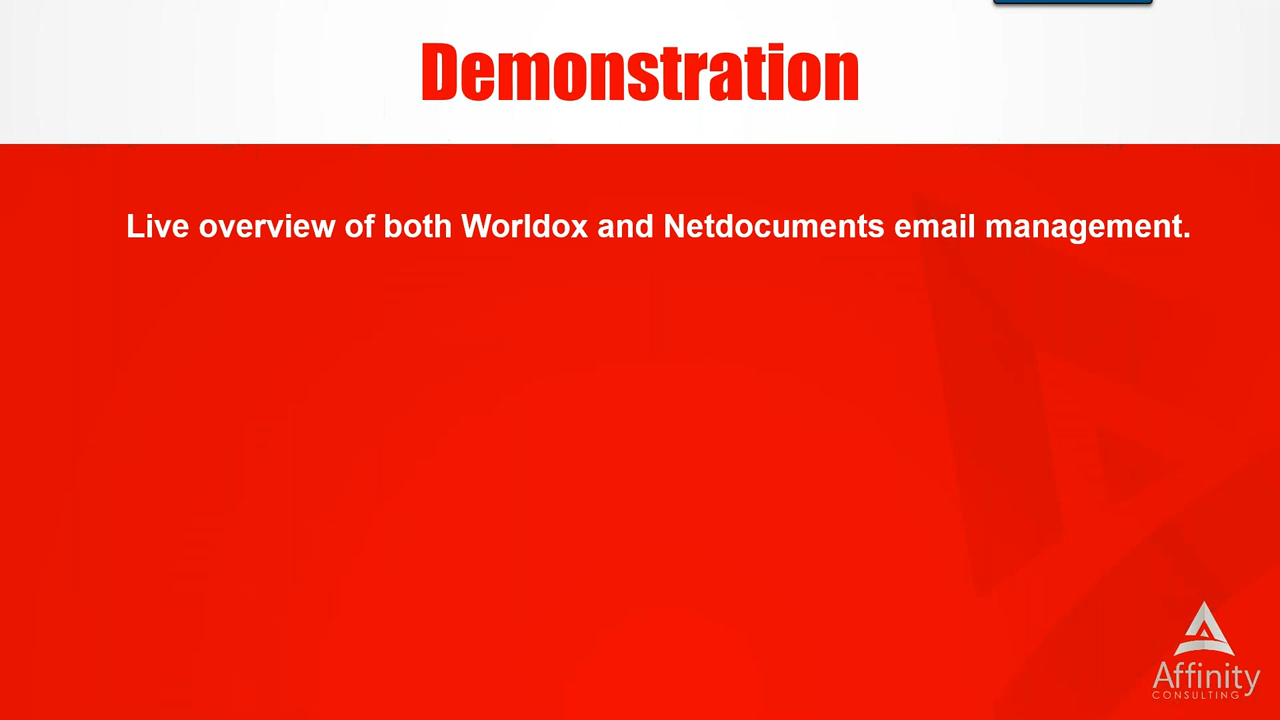 Demonstration
Live overview of both Worldox and Netdocuments email management.
Affinity
CONSULTING